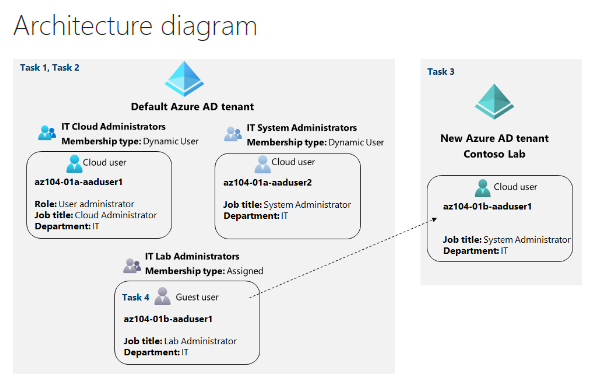 Architecture diagram
Task 1, Task 2
Default Azure AD tenant
IT Cloud Administrators
Membership type: Dynamic User
Cloud user
az104-01a-aaduser1
Role: User administrator
Job title: Cloud Administrator
Department: IT
IT System Administrators
Membership type: Dynamic User
Cloud user
az104-01a-aaduser2
Job title: System Administrator
Department: IT
IT Lab Administrators
Membership type: Assigned
Task 4 Guest user
az104-01b-aaduser1
Job title: Lab Administrator
Department: IT
Task 3
New Azure AD tenant
Contoso Lab
Cloud user
az104-01b-aaduser1
Job title: System Administrator
Department: IT